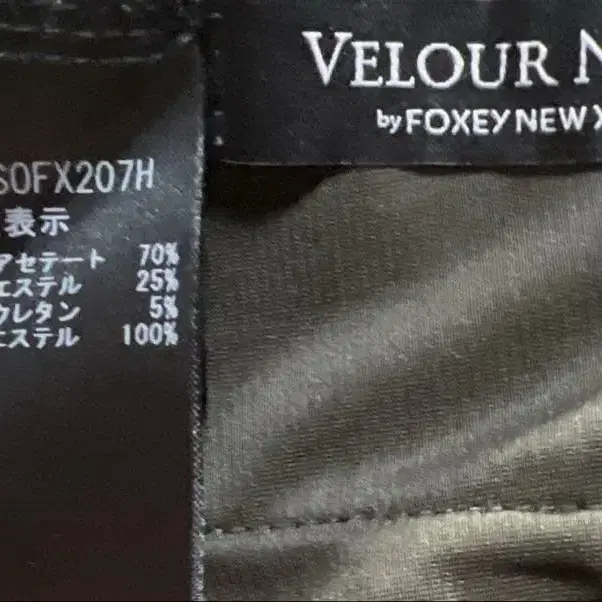 VELOUR N
by FOXEY NEW Y
SOFX207H
表示
アセテート 70%
エステル 25%
ウレタン 5%
エステル 100%